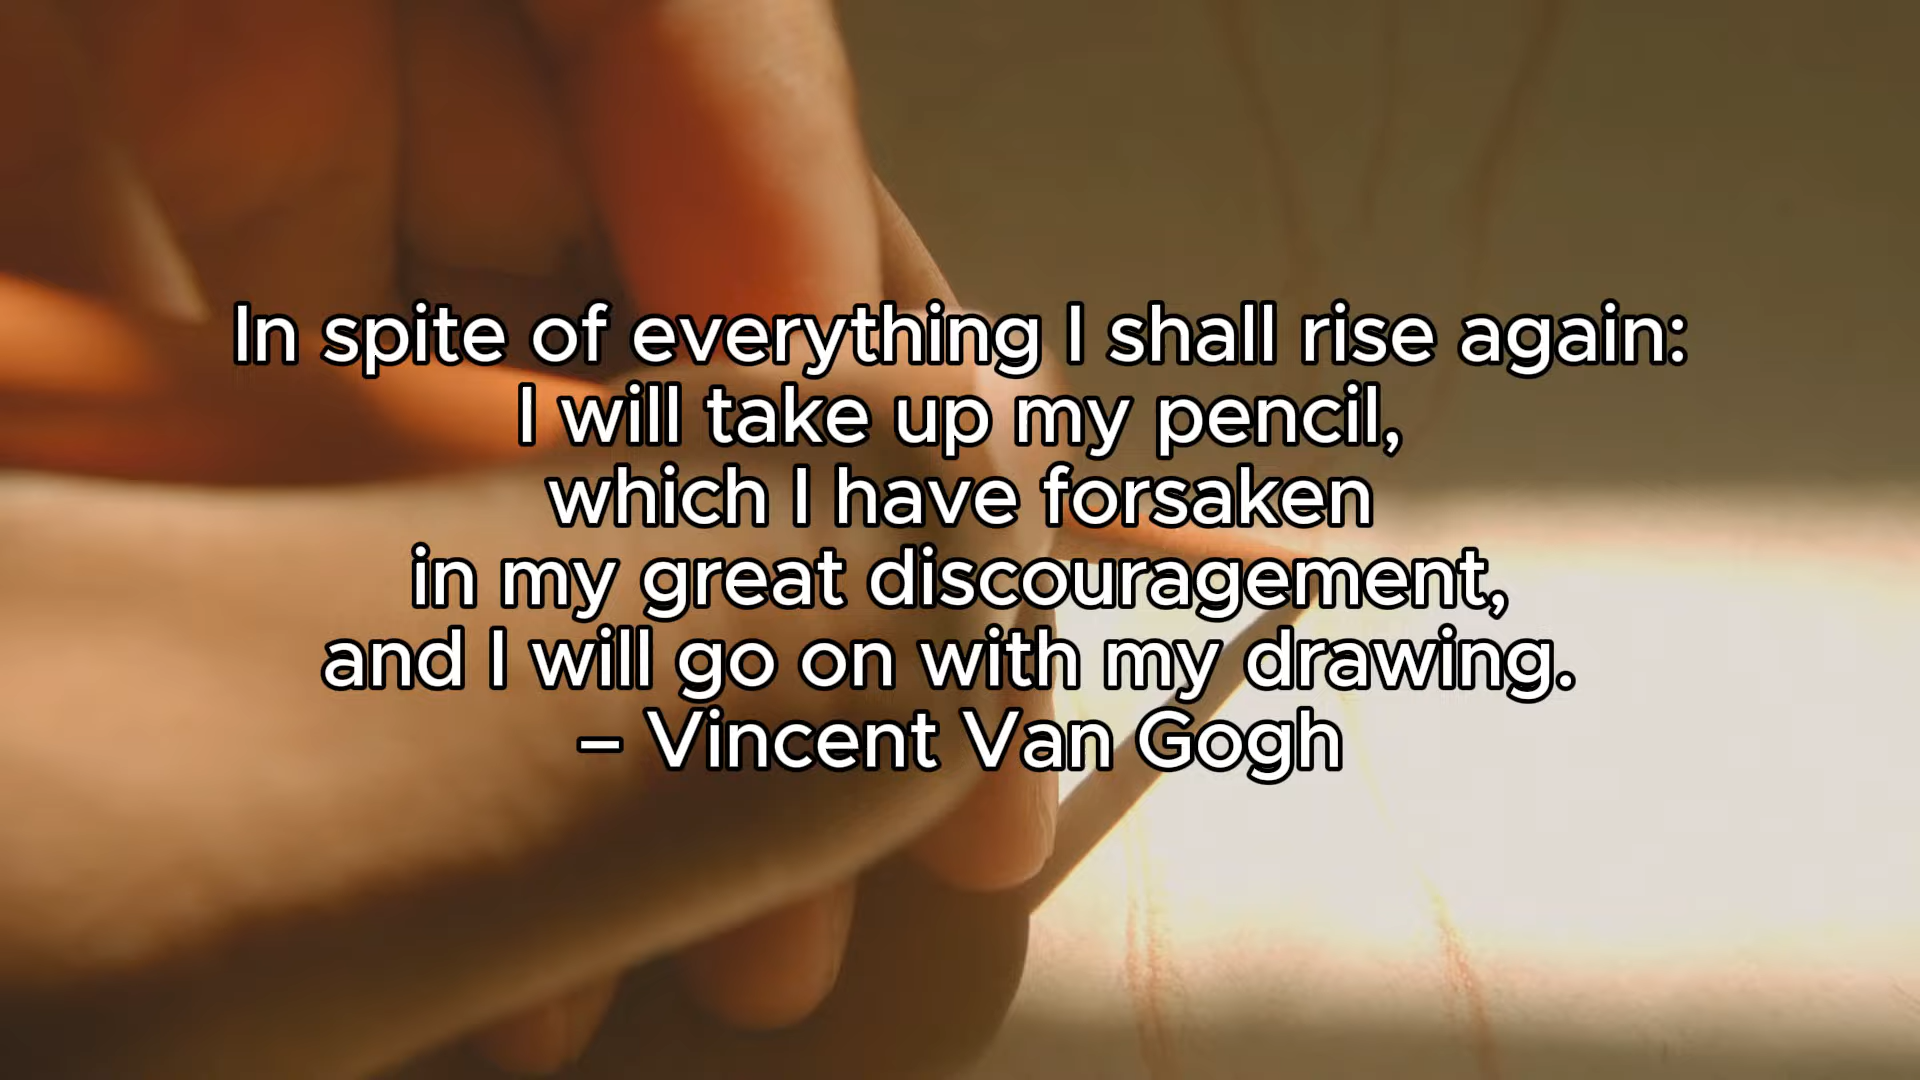 In spite of everything I shall rise again:
I will take up my pencil,
which I have forsaken
in my great discouragement,
and I will go on with my drawing.
– Vincent Van Gogh